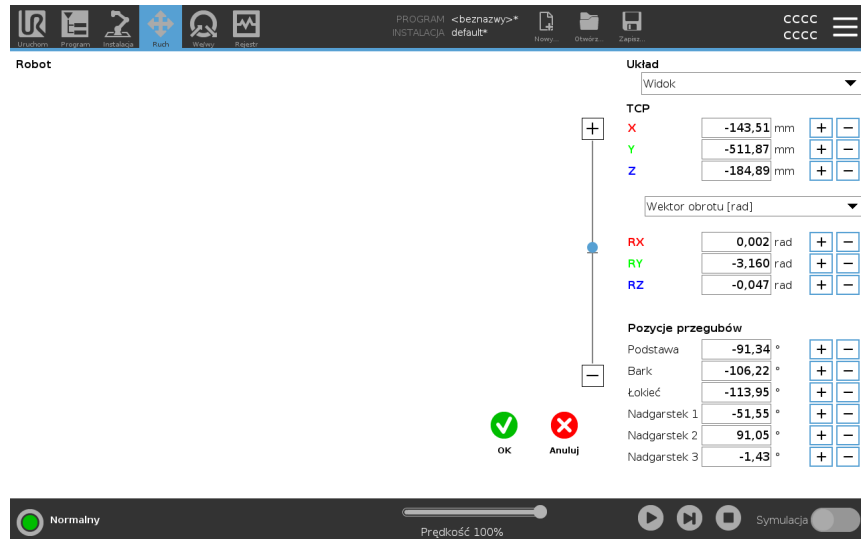 PROGRAM <beznazwy>*
INSTALACJA default*
cccc
cccc
Uruchom Program Instalacja Ruch We/wy Rejestr
Nowy... Otwórz... Zapisz...
Robot
Układ
Widok
TCP
X -143,51 mm + −
Y -511,87 mm + −
Z -184,89 mm + −
Wektor obrotu [rad]
RX 0,002 rad + −
RY -3,160 rad + −
RZ -0,047 rad + −
Pozycje przegubów
Podstawa -91,34 ° + −
Bark -106,22 ° + −
Łokieć -113,95 ° + −
Nadgarstek 1 -51,55 ° + −
Nadgarstek 2 91,05 ° + −
Nadgarstek 3 -1,43 ° + −
OK Anuluj
Normalny
Prędkość 100%
Symulacja